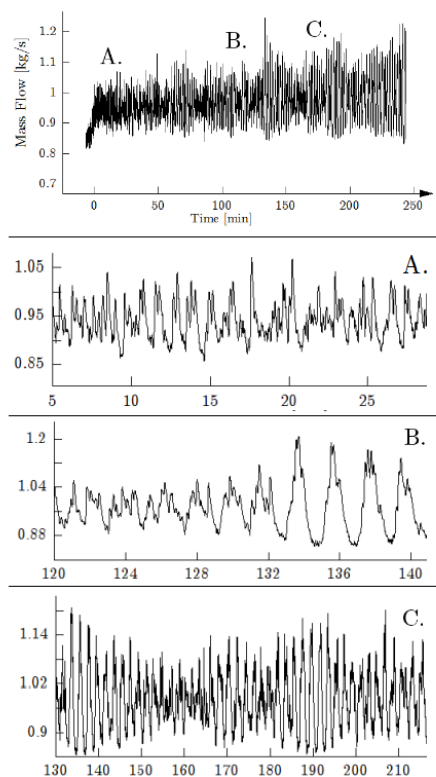 1.2
1.1
1
0.9
0.8
0.7
Mass Flow [kg/s]
A.
B.
C.
0 50 100 150 200 250
Time [min]
A.
1.05
0.95
0.85
5 10 15 20 25
B.
1.2
1.04
0.88
120 124 128 132 136 140
C.
1.14
1.02
0.9
130 140 150 160 170 180 190 200 210